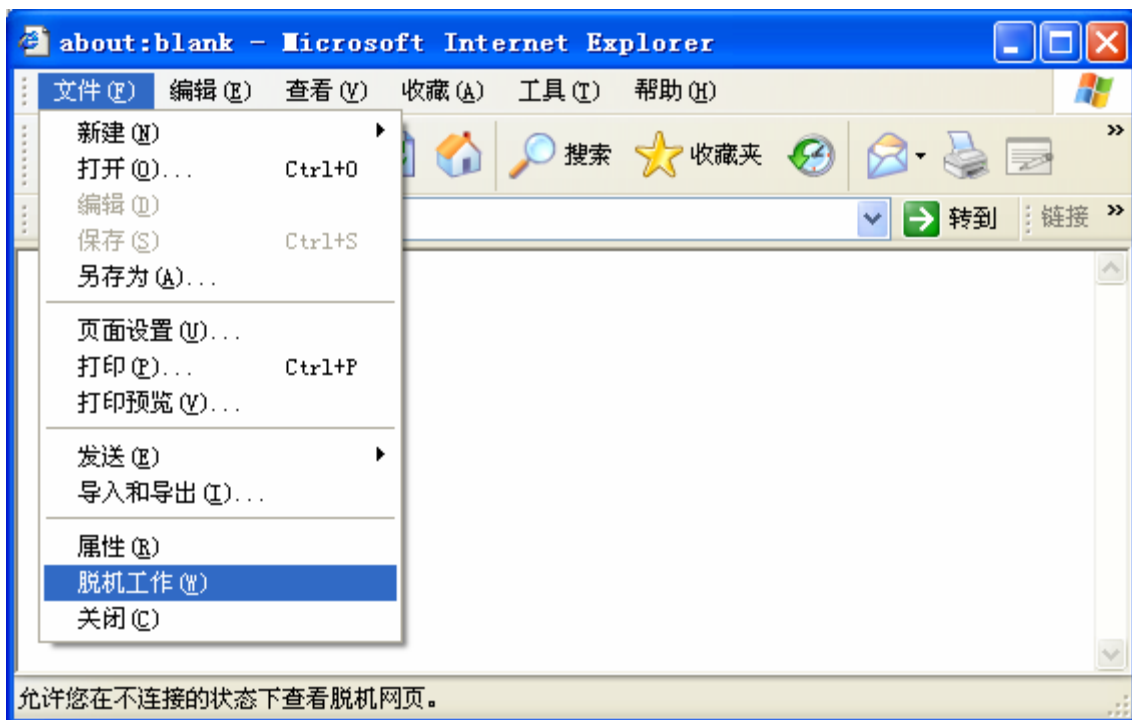 about:blank - Microsoft Internet Explorer
文件(F) 编辑(E) 查看(V) 收藏(A) 工具(T) 帮助(H)
新建(N)
打开(O)... Ctrl+O
编辑(D)
保存(S) Ctrl+S
另存为(A)...
页面设置(U)...
打印(P)... Ctrl+P
打印预览(V)...
发送(E)
导入和导出(I)...
属性(R)
脱机工作(W)
关闭(C)
搜索 收藏夹
转到 链接
允许您在不连接的状态下查看脱机网页。